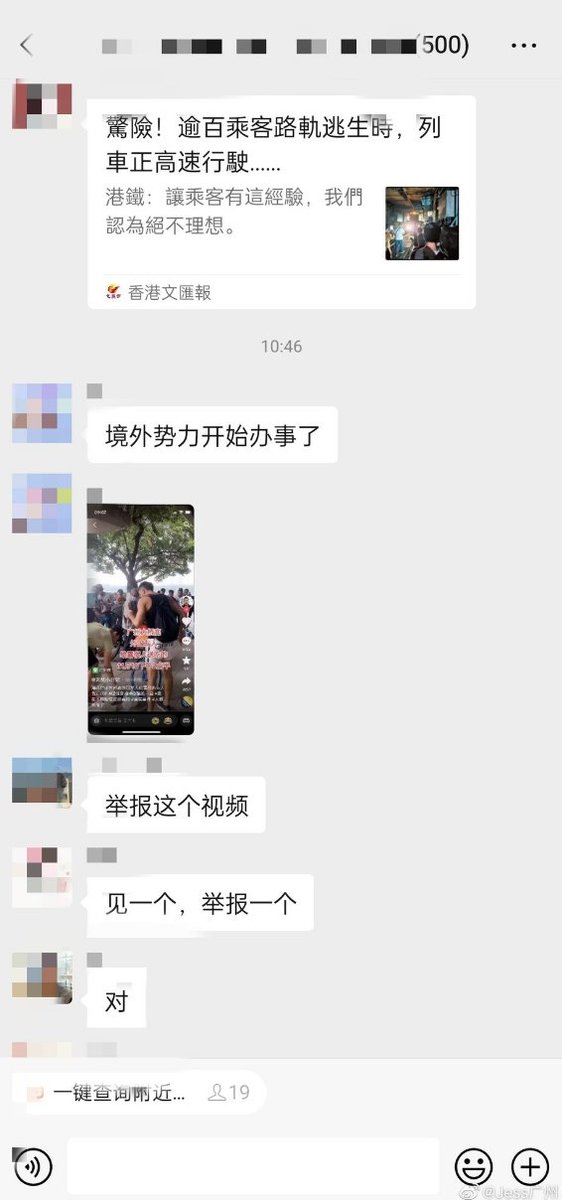 (500)
驚險！逾百乘客路軌逃生時，列
車正高速行駛......
港鐵：讓乘客有這經驗，我們
認為絕不理想。
香港文匯報
10:46
境外势力开始办事了
举报这个视频
见一个，举报一个
对
一键查询附近...
19
@Jess广州